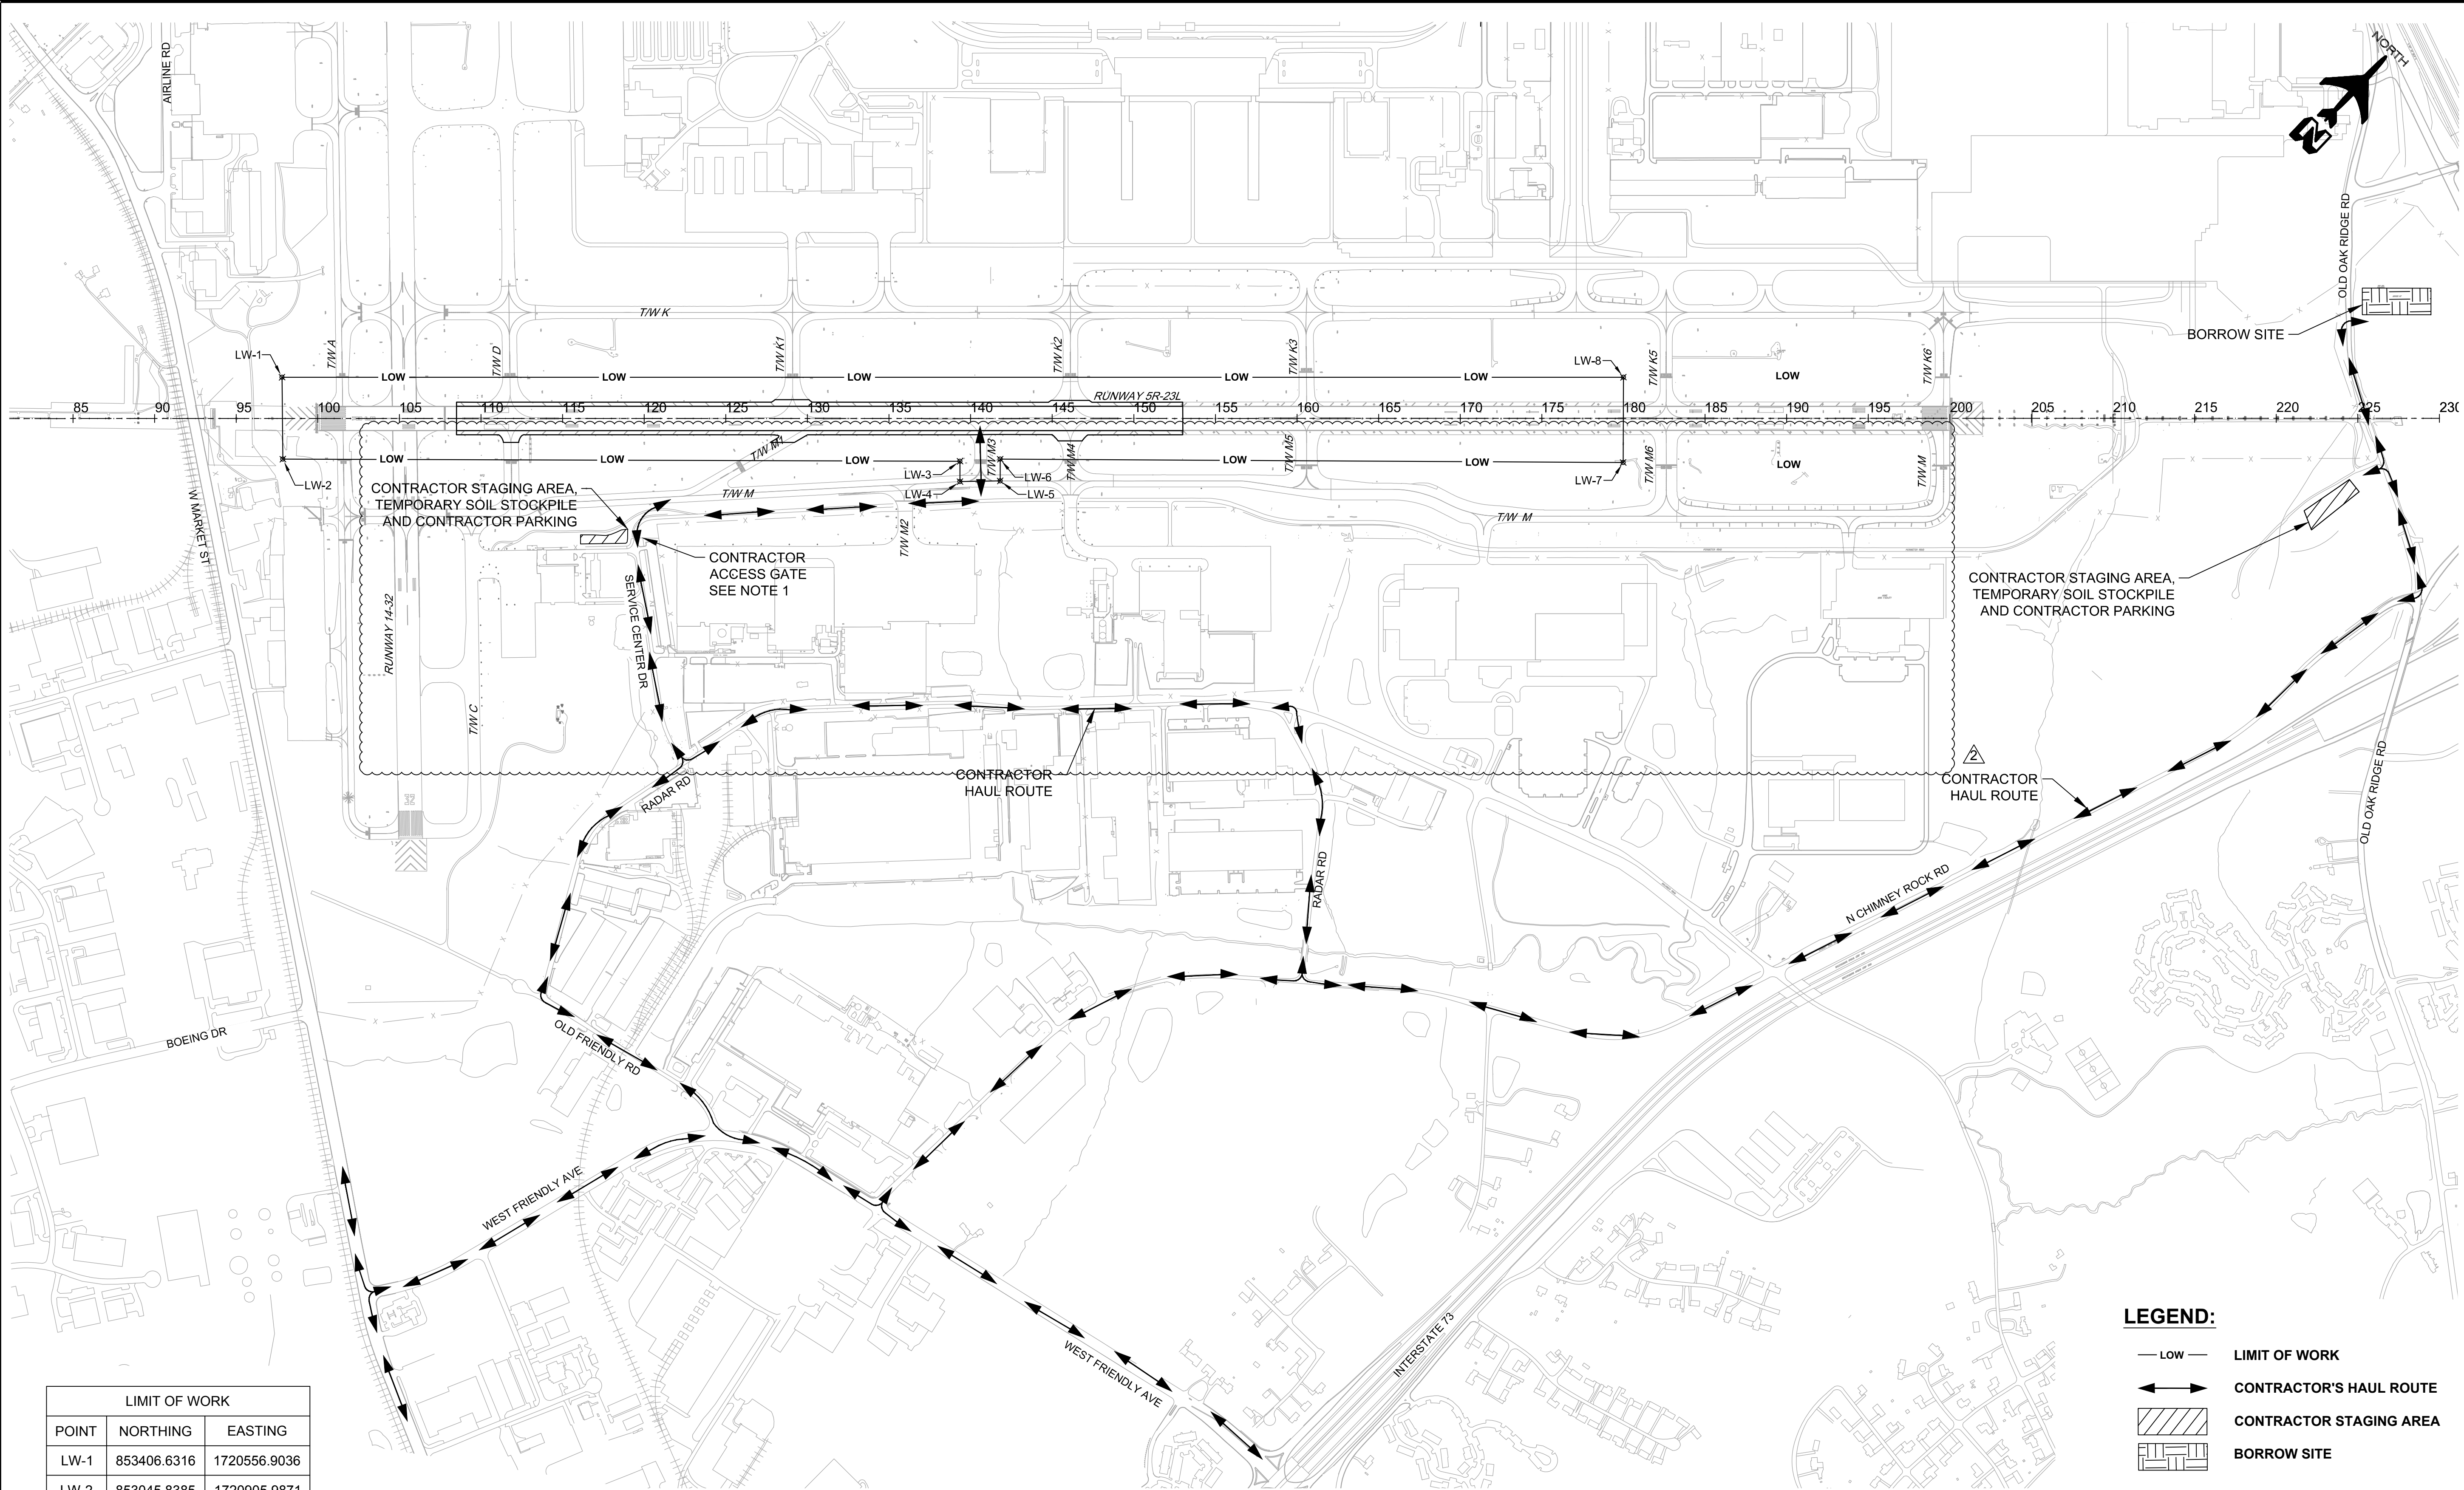 NORTH
AIRLINE RD
OLD OAK RIDGE RD
BORROW SITE
T/W K
T/W A
T/W D
T/W K1
T/W K2
T/W K3
T/W K5
T/W K6
LW-1
LW-8
LOW LOW LOW LOW LOW LOW
RUNWAY 5R-23L
85 90 95 100 105 110 115 120 125 130 135 140 145 150 155 160 165 170 175 180 185 190 195 200 205 210 215 220 225 230
T/W M1
T/W M3
T/W M4
T/W M5
T/W M6
T/W M
LOW LOW LOW LOW LOW LOW
LW-2
LW-3
LW-4
LW-6
LW-5
LW-7
W MARKET ST
CONTRACTOR STAGING AREA,
TEMPORARY SOIL STOCKPILE
AND CONTRACTOR PARKING
T/W M
T/W M2
T/W M
CONTRACTOR
ACCESS GATE
SEE NOTE 1
CONTRACTOR STAGING AREA,
TEMPORARY SOIL STOCKPILE
AND CONTRACTOR PARKING
SERVICE CENTER DR
RUNWAY 14-32
T/W C
RADAR RD
CONTRACTOR
HAUL ROUTE
2
CONTRACTOR
HAUL ROUTE
OLD OAK RIDGE RD
RADAR RD
N CHIMNEY ROCK RD
BOEING DR
OLD FRIENDLY RD
WEST FRIENDLY AVE
WEST FRIENDLY AVE
INTERSTATE 73
LEGEND:
LOW LIMIT OF WORK
CONTRACTOR'S HAUL ROUTE
CONTRACTOR STAGING AREA
BORROW SITE
LIMIT OF WORK
POINT NORTHING EASTING
LW-1 853406.6316 1720556.9036
LW-2 853045.8385 1720905.9871